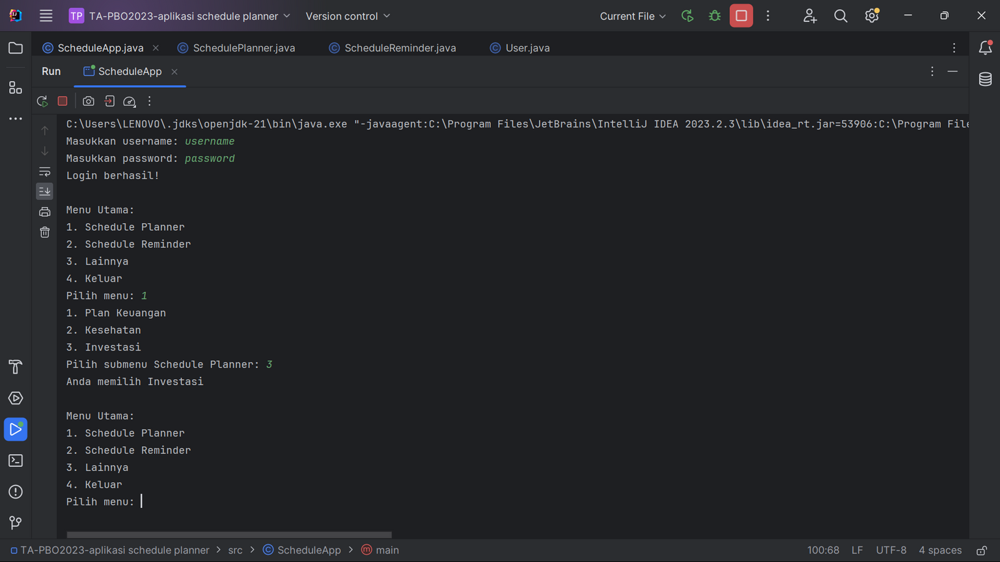 TP TA-PBO2023-aplikasi schedule planner Version control Current File
ScheduleApp.java SchedulePlanner.java ScheduleReminder.java User.java
Run ScheduleApp
C:\Users\LENOVO\.jdks\openjdk-21\bin\java.exe "-javaagent:C:\Program Files\JetBrains\IntelliJ IDEA 2023.2.3\lib\idea_rt.jar=53906:C:\Program File
Masukkan username: username
Masukkan password: password
Login berhasil!
Menu Utama:
1. Schedule Planner
2. Schedule Reminder
3. Lainnya
4. Keluar
Pilih menu: 1
1. Plan Keuangan
2. Kesehatan
3. Investasi
Pilih submenu Schedule Planner: 3
Anda memilih Investasi
Menu Utama:
1. Schedule Planner
2. Schedule Reminder
3. Lainnya
4. Keluar
Pilih menu:
TA-PBO2023-aplikasi schedule planner > src > ScheduleApp > main 100:68 LF UTF-8 4 spaces